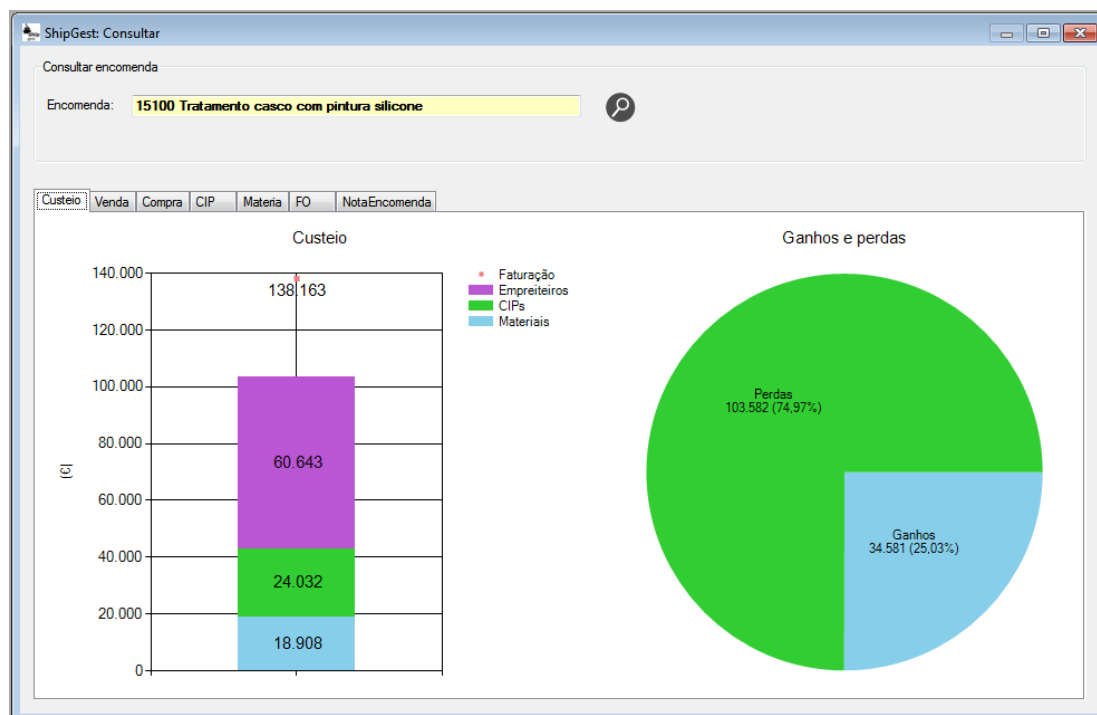 ShipGest: Consultar
Consultar encomenda
Encomenda: 15100 Tratamento casco com pintura silicone
Custeio Venda Compra CIP Materia FO NotaEncomenda
Custeio
140.000
120.000
100.000
80.000
60.000
40.000
20.000
0
(€)
138.163
60.643
24.032
18.908
Faturação
Empreiteiros
CIPs
Materiais
Ganhos e perdas
Perdas
103.582 (74,97%)
Ganhos
34.581 (25,03%)